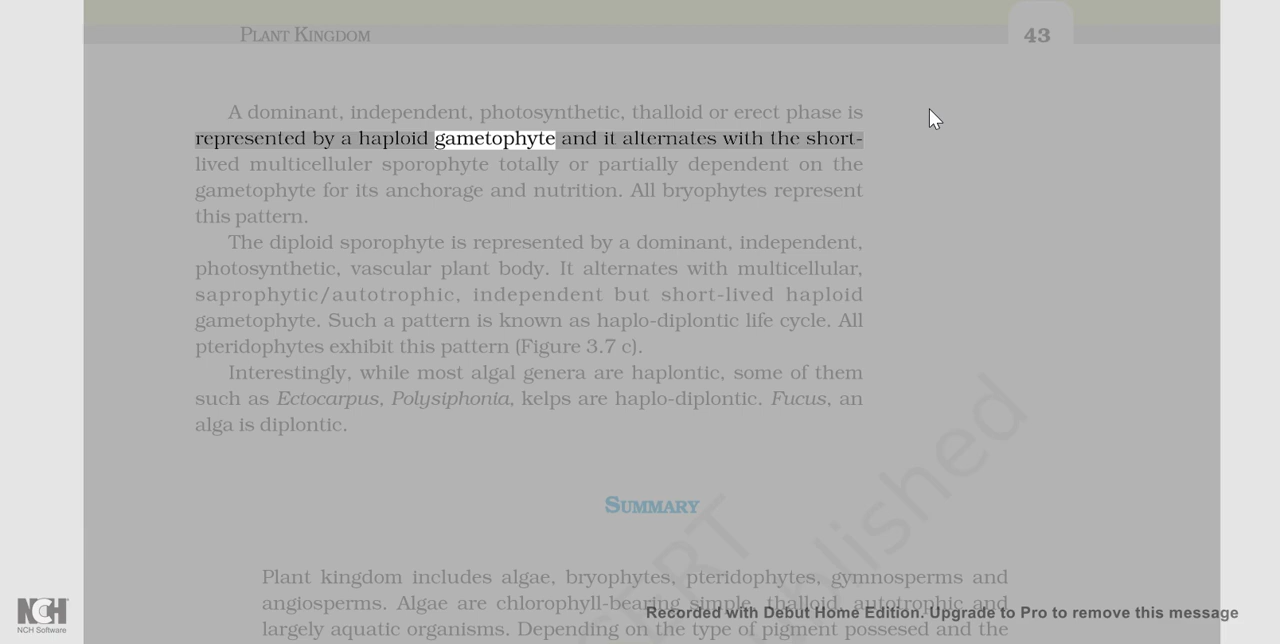 PLANT KINGDOM
43
A dominant, independent, photosynthetic, thalloid or erect phase is
represented by a haploid gametophyte and it alternates with the short-
lived multicelluler sporophyte totally or partially dependent on the
gametophyte for its anchorage and nutrition. All bryophytes represent
this pattern.
The diploid sporophyte is represented by a dominant, independent,
photosynthetic, vascular plant body. It alternates with multicellular,
saprophytic/autotrophic, independent but short-lived haploid
gametophyte. Such a pattern is known as haplo-diplontic life cycle. All
pteridophytes exhibit this pattern (Figure 3.7 c).
Interestingly, while most algal genera are haplontic, some of them
such as Ectocarpus, Polysiphonia, kelps are haplo-diplontic. Fucus, an
alga is diplontic.
SUMMARY
Plant kingdom includes algae, bryophytes, pteridophytes, gymnosperms and
angiosperms. Algae are chlorophyll-bearing simple, thalloid, autotrophic and
largely aquatic organisms. Depending on the type of pigment possesed and the
Recorded with Debut Home Edition. Upgrade to Pro to remove this message
NCH
NCH Software